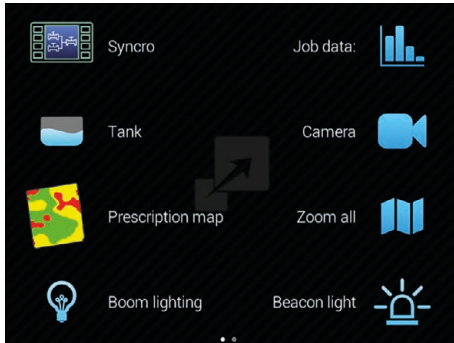 Syncro
Job data:
Tank
Camera
Prescription map
Zoom all
Boom lighting
Beacon light